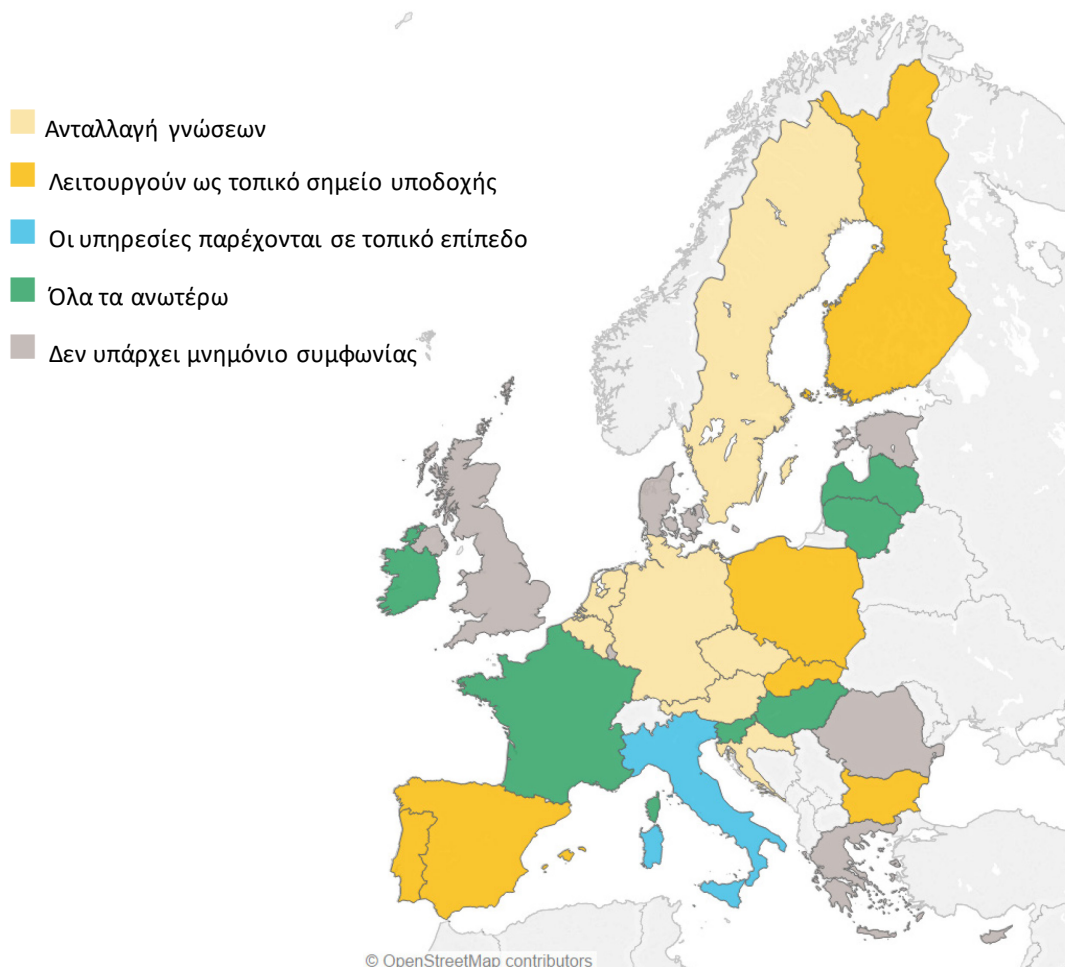 Ανταλλαγή γνώσεων
Λειτουργούν ως τοπικό σημείο υποδοχής
Οι υπηρεσίες παρέχονται σε τοπικό επίπεδο
Όλα τα ανωτέρω
Δεν υπάρχει μνημόνιο συμφωνίας
© OpenStreetMap contributors